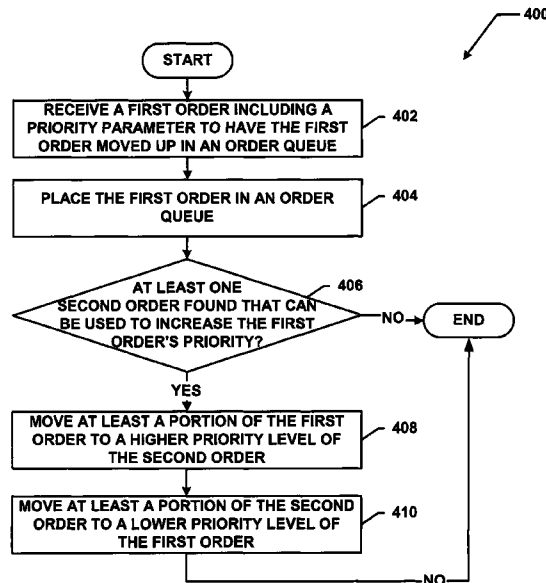 400
START
RECEIVE A FIRST ORDER INCLUDING A
PRIORITY PARAMETER TO HAVE THE FIRST
ORDER MOVED UP IN AN ORDER QUEUE
402
PLACE THE FIRST ORDER IN AN ORDER
QUEUE
404
AT LEAST ONE
SECOND ORDER FOUND THAT CAN
BE USED TO INCREASE THE FIRST
ORDER'S PRIORITY?
406
NO
END
YES
MOVE AT LEAST A PORTION OF THE FIRST
ORDER TO A HIGHER PRIORITY LEVEL OF
THE SECOND ORDER
408
MOVE AT LEAST A PORTION OF THE SECOND
ORDER TO A LOWER PRIORITY LEVEL OF
THE FIRST ORDER
410
NO